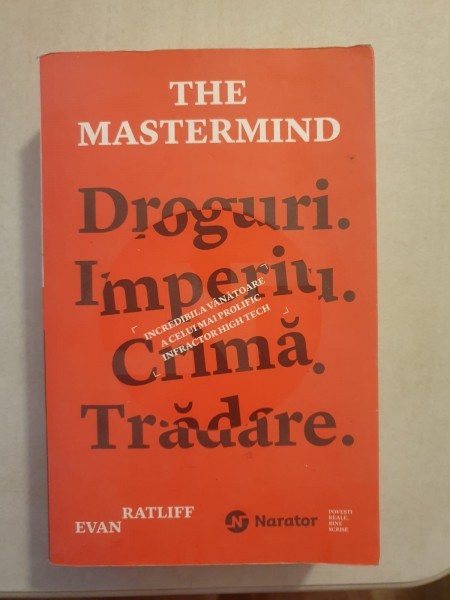 THE
MASTERMIND
Droguri.
Imperiu.
INCREDIBILA VÂNĂTOARE
A CELUI MAI PROLIFIC
INFRACTOR HIGH TECH
Crimă.
Trădare.
EVAN RATLIFF
N Narator
POVEȘTI
REALE,
BINE
SCRISE